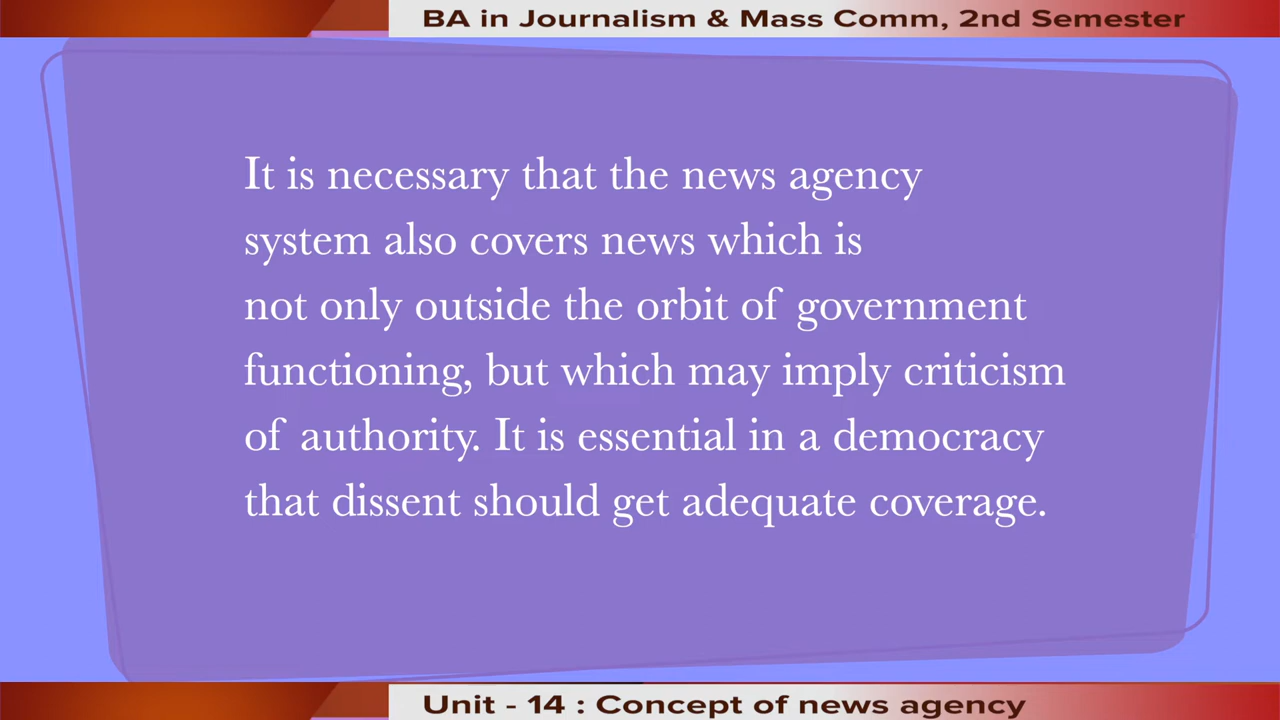 BA in Journalism & Mass Comm, 2nd Semester
It is necessary that the news agency
system also covers news which is
not only outside the orbit of government
functioning, but which may imply criticism
of authority. It is essential in a democracy
that dissent should get adequate coverage.
Unit - 14 : Concept of news agency